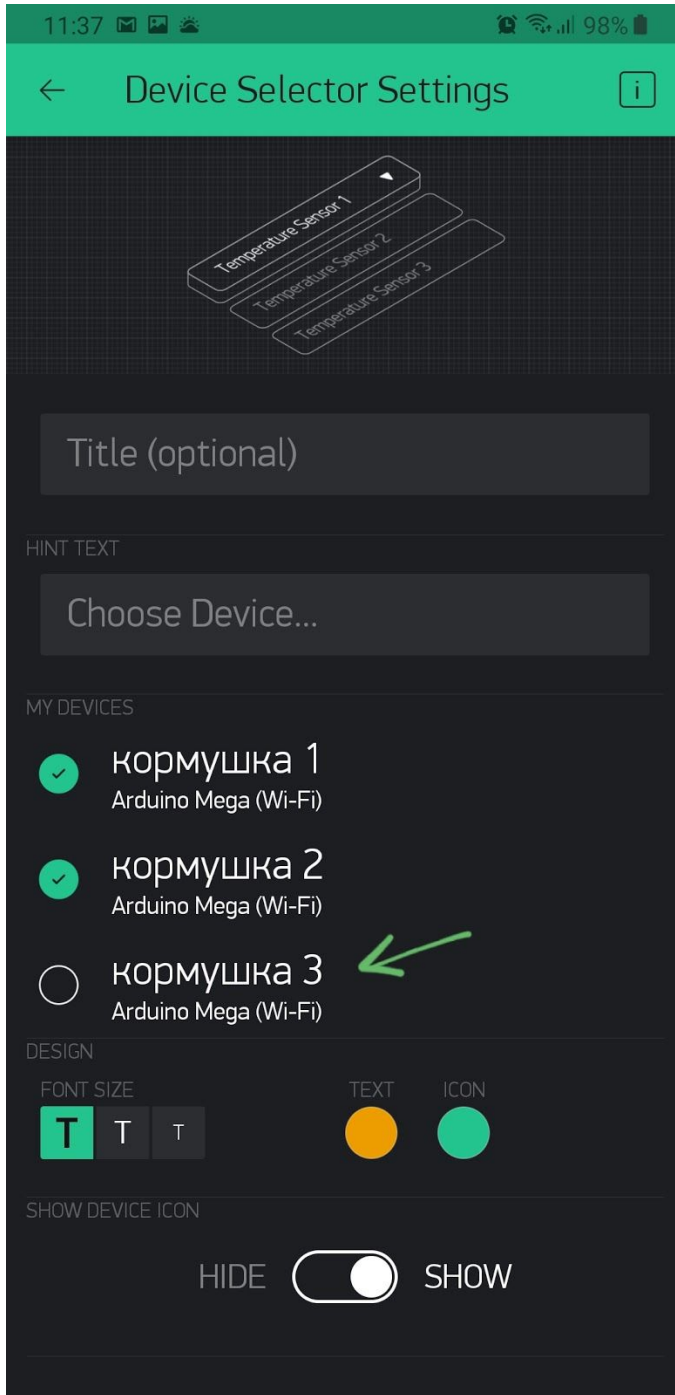 11:37 98%
Device Selector Settings i
Temperature Sensor 1
Temperature Sensor 2
Temperature Sensor 3
Title (optional)
HINT TEXT
Choose Device...
MY DEVICES
кормушка 1
Arduino Mega (Wi-Fi)
кормушка 2
Arduino Mega (Wi-Fi)
кормушка 3
Arduino Mega (Wi-Fi)
DESIGN
FONT SIZE TEXT ICON
T T T
SHOW DEVICE ICON
HIDE SHOW